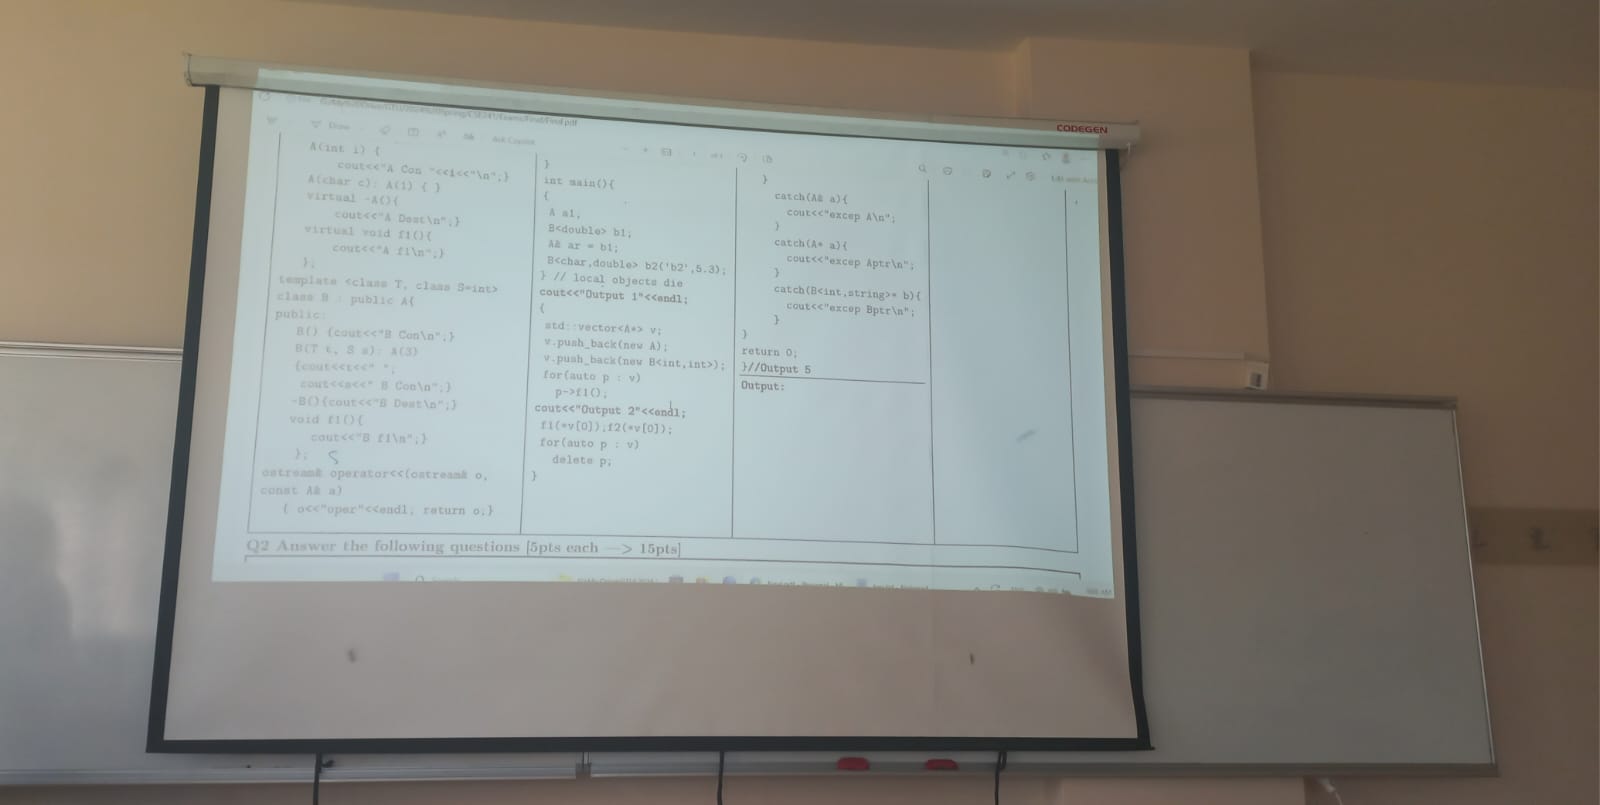 CODEGEN
A(int i) {
cout<<"A Con "<<i<<"\n";}
A(char c): A(1) { }
virtual ~A(){
cout<<"A Dest\n";}
virtual void f1(){
cout<<"A f1\n";}
};
template <class T, class S=int>
class B : public A{
public:
B() {cout<<"B Con\n";}
B(T t, S s): A(3)
{cout<<t<<" ";
cout<<s<<" B Con\n";}
~B(){cout<<"B Dest\n";}
void f1(){
cout<<"B f1\n";}
};
ostream& operator<<(ostream& o,
const A& a)
{ o<<"oper"<<endl; return o;}
}
int main(){
{
A a1;
B<double> b1;
A& ar = b1;
B<char,double> b2('b2',5.3);
} // local objects die
cout<<"Output 1"<<endl;
{
std::vector<A*> v;
v.push_back(new A);
v.push_back(new B<int,int>);
for(auto p : v)
p->f1();
cout<<"Output 2"<<endl;
f1(*v[0]);f2(*v[0]);
for(auto p : v)
delete p;
}
}
catch(A& a){
cout<<"excep A\n";
}
catch(A* a){
cout<<"excep Aptr\n";
}
catch(B<int,string>* b){
cout<<"excep Bptr\n";
}
}
return 0;
}//Output 5
Output:
Q2 Answer the following questions [5pts each —> 15pts]